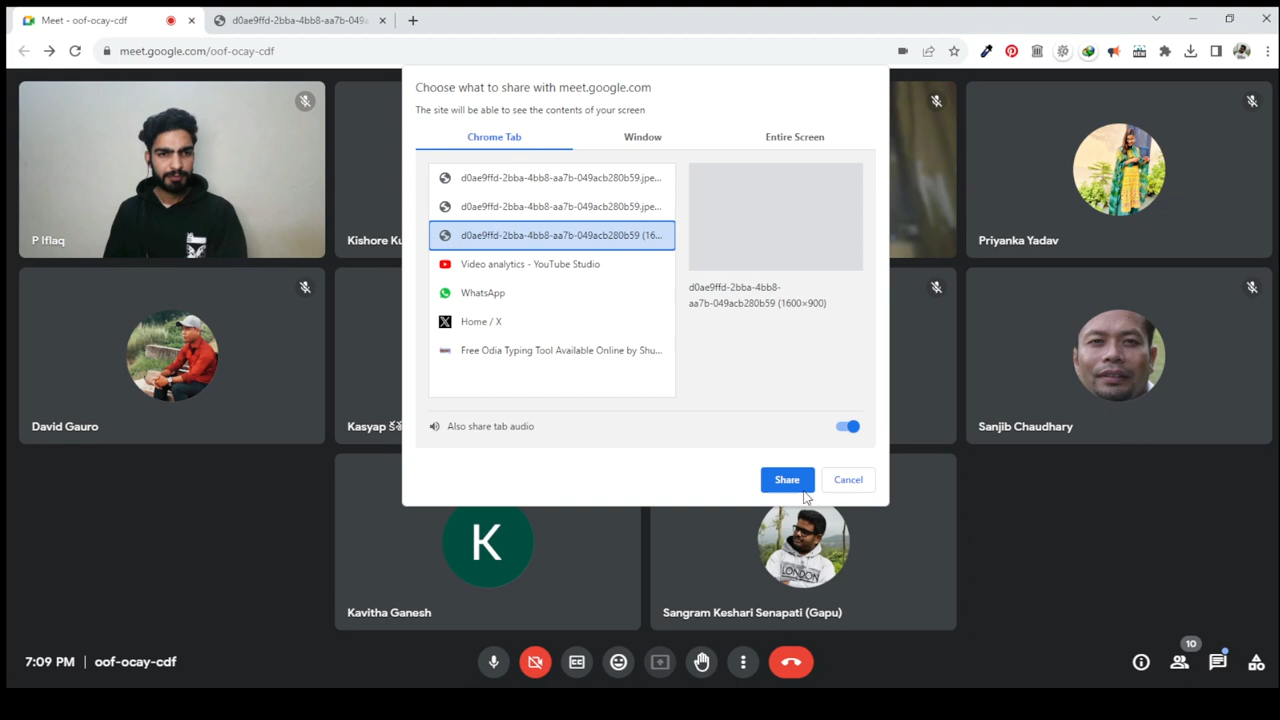 Meet - oof-ocay-cdf
d0ae9ffd-2bba-4bb8-aa7b-049a
meet.google.com/oof-ocay-cdf
Choose what to share with meet.google.com
The site will be able to see the contents of your screen
Chrome Tab
Window
Entire Screen
d0ae9ffd-2bba-4bb8-aa7b-049acb280b59.jpe...
d0ae9ffd-2bba-4bb8-aa7b-049acb280b59.jpe...
d0ae9ffd-2bba-4bb8-aa7b-049acb280b59 (16...
Video analytics - YouTube Studio
WhatsApp
Home / X
Free Odia Typing Tool Available Online by Shu...
d0ae9ffd-2bba-4bb8-
aa7b-049acb280b59 (1600×900)
Also share tab audio
Share
Cancel
P Iflaq
Kishore Ku
Priyanka Yadav
David Gauro
Kasyap
Sanjib Chaudhary
K
LONDON
Kavitha Ganesh
Sangram Keshari Senapati (Gapu)
7:09 PM | oof-ocay-cdf
10